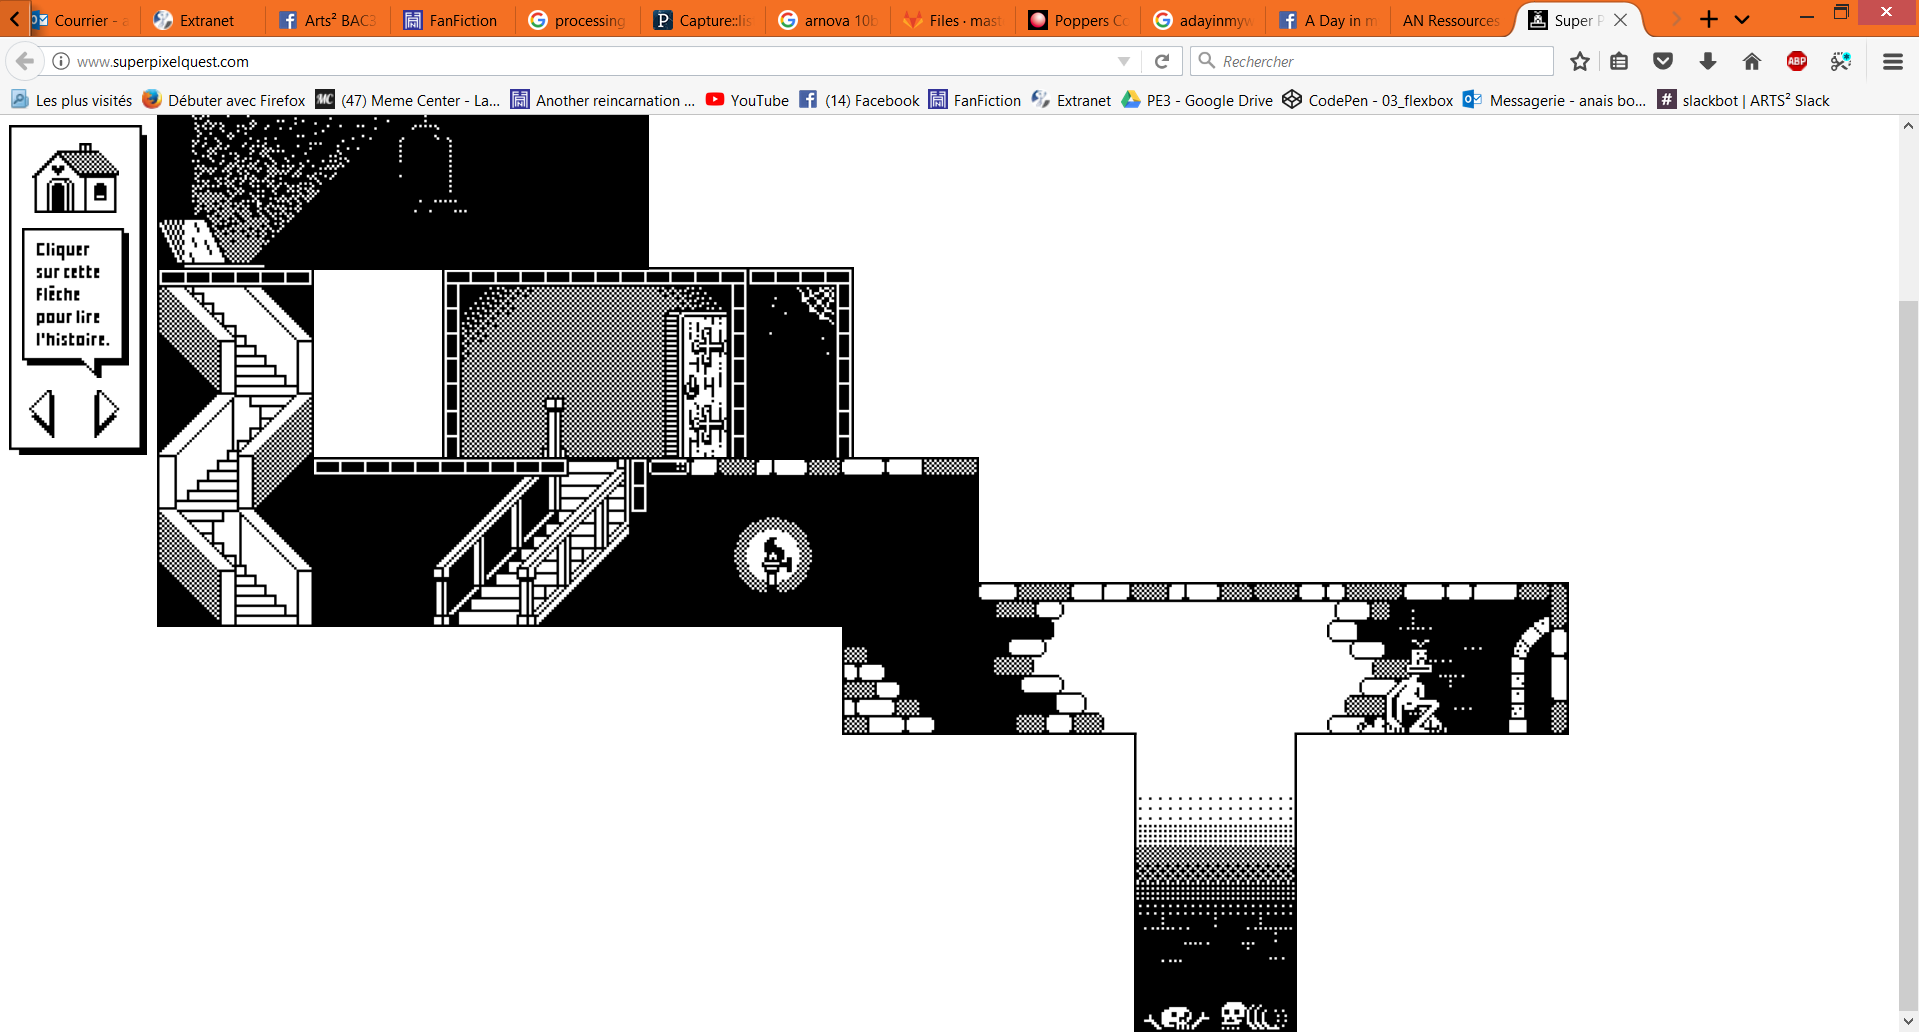 Courrier - a
Extranet
Arts² BAC3
FanFiction
processing
Capture::lis
arnova 10b
Files · mast
Poppers Co
adayinmyw
A Day in m
AN Ressources
Super P
www.superpixelquest.com
Rechercher
ABP
Les plus visités
Débuter avec Firefox
MC
(47) Meme Center - La...
Another reincarnation ...
YouTube
(14) Facebook
FanFiction
Extranet
PE3 - Google Drive
CodePen - 03_flexbox
Messagerie - anais bo...
slackbot | ARTS² Slack
Cliquer
sur cette
flèche
pour lire
l'histoire.